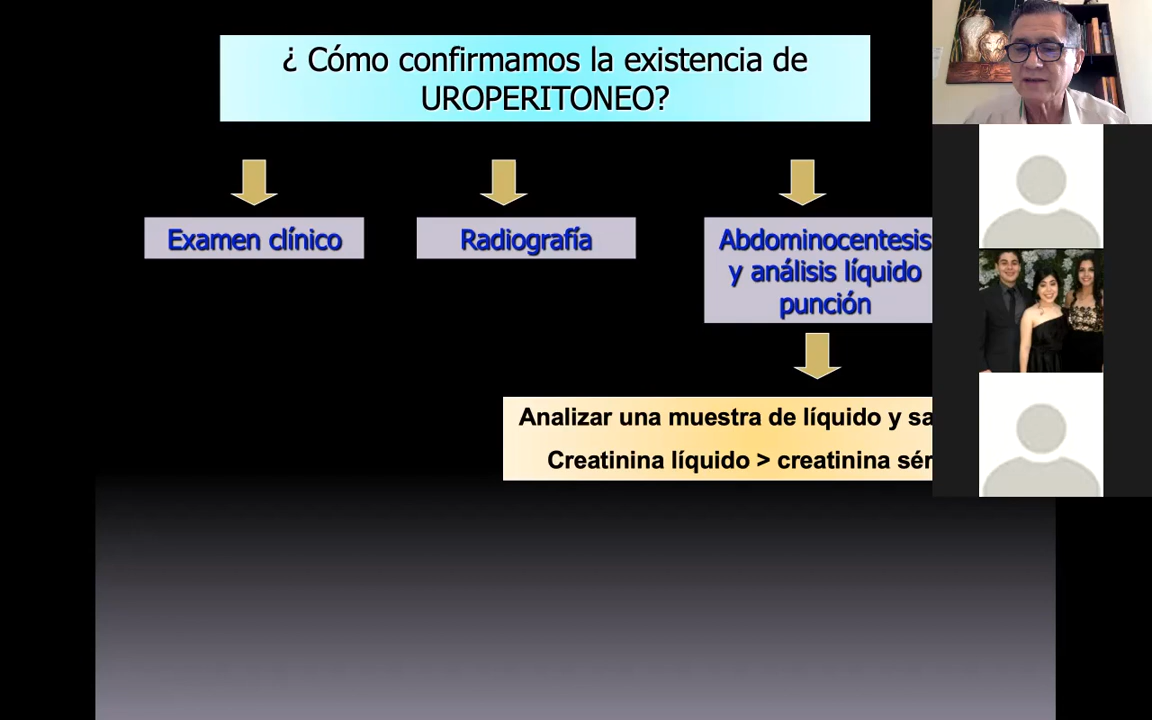 ¿ Cómo confirmamos la existencia de
UROPERITONEO?
Examen clínico
Radiografía
Abdominocentesis
y análisis líquido
punción
Analizar una muestra de líquido y sa
Creatinina líquido > creatinina sér